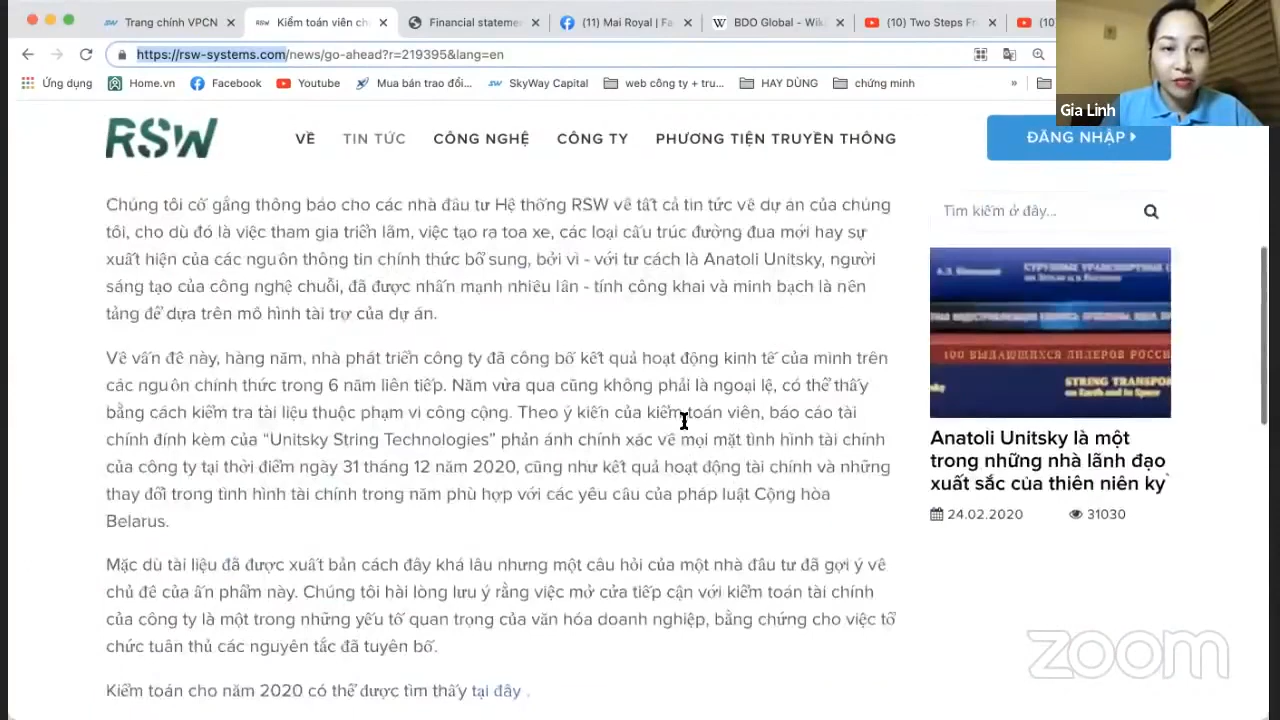 Trang chính VPCN
RSW Kiểm toán viên ch
Financial stateme
(11) Mai Royal | Fa
BDO Global - Wik
(10) Two Steps Fr
(10
https://rsw-systems.com/news/go-ahead?r=219395&lang=en
Ứng dụng
Home.vn
Facebook
Youtube
Mua bán trao đổi...
SkyWay Capital
web công ty + tru...
HAY DÙNG
chứng minh
»
Gia Linh
RSW
VỀ
TIN TỨC
CÔNG NGHỆ
CÔNG TY
PHƯƠNG TIỆN TRUYỀN THÔNG
ĐĂNG NHẬP
Chúng tôi cố gắng thông báo cho các nhà đầu tư Hệ thống RSW về tất cả tin tức về dự án của chúng
tôi, cho dù đó là việc tham gia triển lãm, việc tạo ra toa xe, các loại cấu trúc đường đua mới hay sự
xuất hiện của các nguồn thông tin chính thức bổ sung, bởi vì - với tư cách là Anatoli Unitsky, người
sáng tạo của công nghệ chuỗi, đã được nhấn mạnh nhiều lần - tính công khai và minh bạch là nền
tảng để dựa trên mô hình tài trợ của dự án.
Về vấn đề này, hàng năm, nhà phát triển công ty đã công bố kết quả hoạt động kinh tế của mình trên
các nguồn chính thức trong 6 năm liên tiếp. Năm vừa qua cũng không phải là ngoại lệ, có thể thấy
bằng cách kiểm tra tài liệu thuộc phạm vi công cộng. Theo ý kiến của kiểm toán viên, báo cáo tài
chính đính kèm của “Unitsky String Technologies” phản ánh chính xác về mọi mặt tình hình tài chính
của công ty tại thời điểm ngày 31 tháng 12 năm 2020, cũng như kết quả hoạt động tài chính và những
thay đổi trong tình hình tài chính trong năm phù hợp với các yêu cầu của pháp luật Cộng hòa
Belarus.
Mặc dù tài liệu đã được xuất bản cách đây khá lâu nhưng một câu hỏi của một nhà đầu tư đã gợi ý về
chủ đề của ấn phẩm này. Chúng tôi hài lòng lưu ý rằng việc mở cửa tiếp cận với kiểm toán tài chính
của công ty là một trong những yếu tố quan trọng của văn hóa doanh nghiệp, bằng chứng cho việc tổ
chức tuân thủ các nguyên tắc đã tuyên bố.
Kiểm toán cho năm 2020 có thể được tìm thấy tại đây .
Tìm kiếm ở đây...
100 ВЫДАЮЩИХСЯ ЛИДЕРОВ РОССИ
STRING TRANSPO
on Earth and in Space
Anatoli Unitsky là một
trong những nhà lãnh đạo
xuất sắc của thiên niên kỷ
24.02.2020
31030
zoom